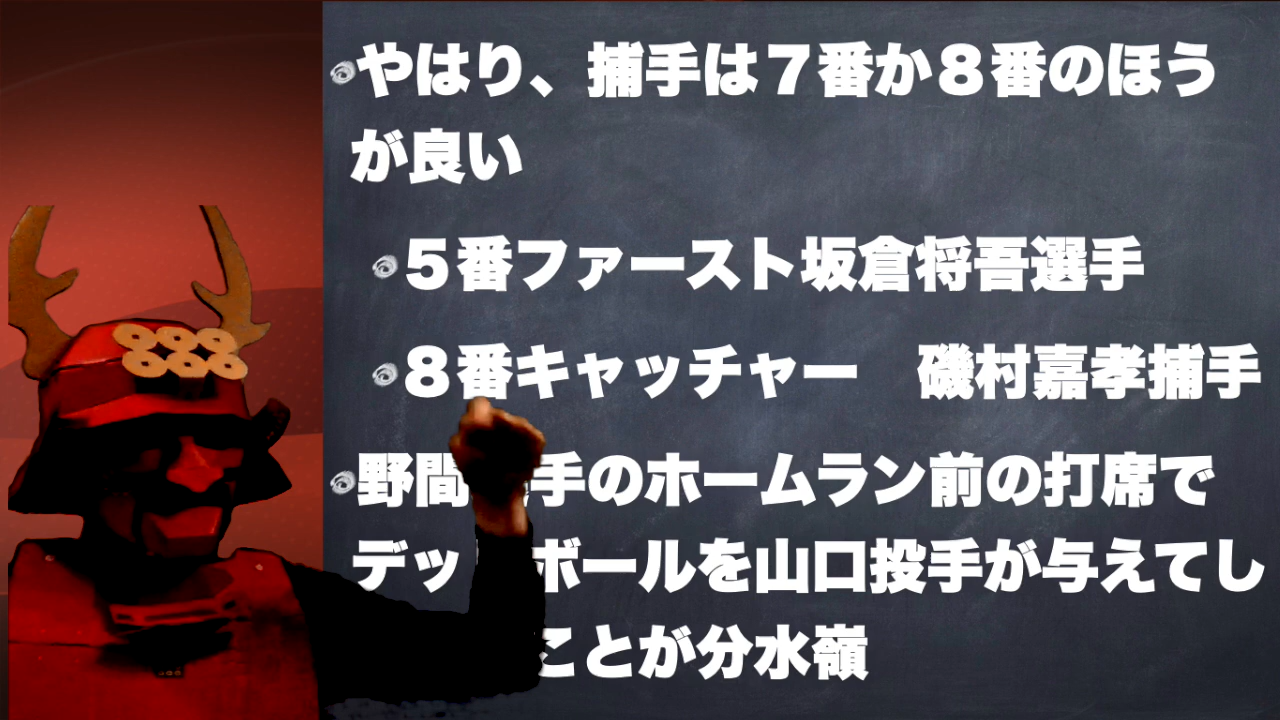 やはり、捕手は７番か８番のほう
が良い
５番ファースト坂倉将吾選手
８番キャッチャー　磯村嘉孝捕手
野間 手のホームラン前の打席で
デッ ボールを山口投手が与えてし
ことが分水嶺